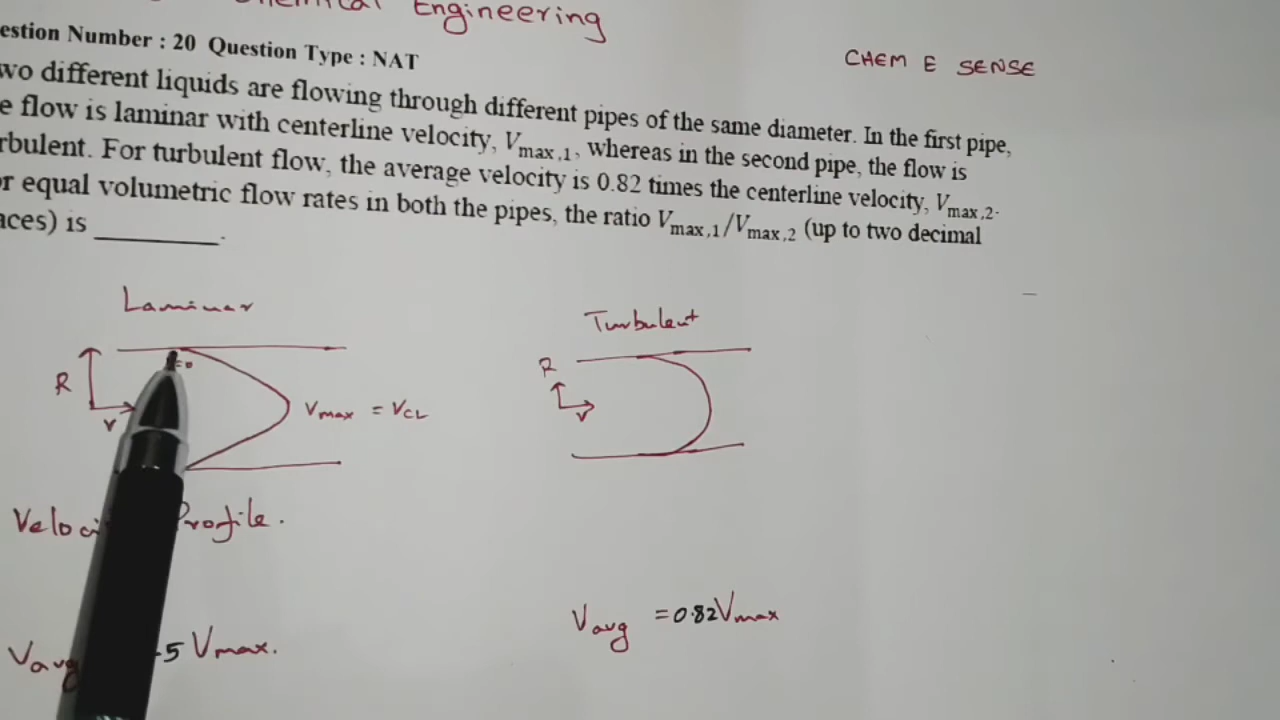 Engineering
estion Number : 20 Question Type : NAT
CHEM E SENSE
wo different liquids are flowing through different pipes of the same diameter. In the first pipe,
e flow is laminar with centerline velocity, Vmax,1, whereas in the second pipe, the flow is
rbulent. For turbulent flow, the average velocity is 0.82 times the centerline velocity, Vmax,2.
r equal volumetric flow rates in both the pipes, the ratio Vmax,1/Vmax,2 (up to two decimal
aces) is ________.
Laminar
Turbulent
R
R
=0
Vmax = VCL
V
r
Veloci Profile.
Vavg = 0.82 Vmax
Vavg .5 Vmax.